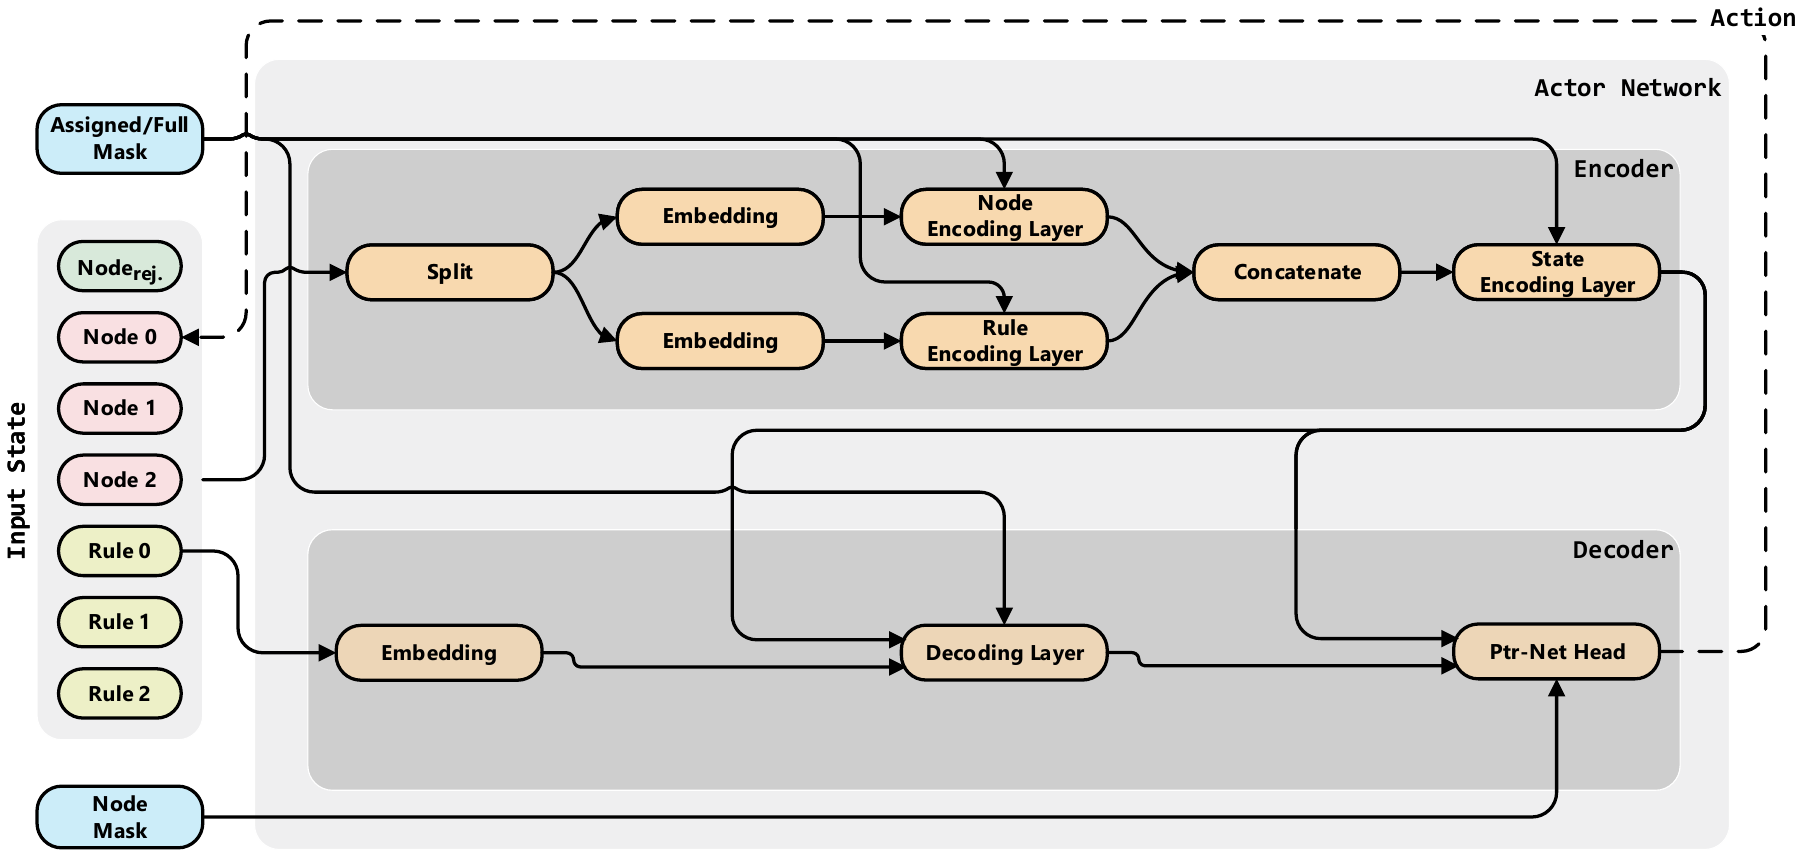 Action
Actor Network
Assigned/Full
Mask
Encoder
Input State
Node rej.
Node 0
Node 1
Node 2
Rule 0
Rule 1
Rule 2
Split
Embedding
Embedding
Node
Encoding Layer
Rule
Encoding Layer
Concatenate
State
Encoding Layer
Decoder
Embedding
Decoding Layer
Ptr-Net Head
Node
Mask